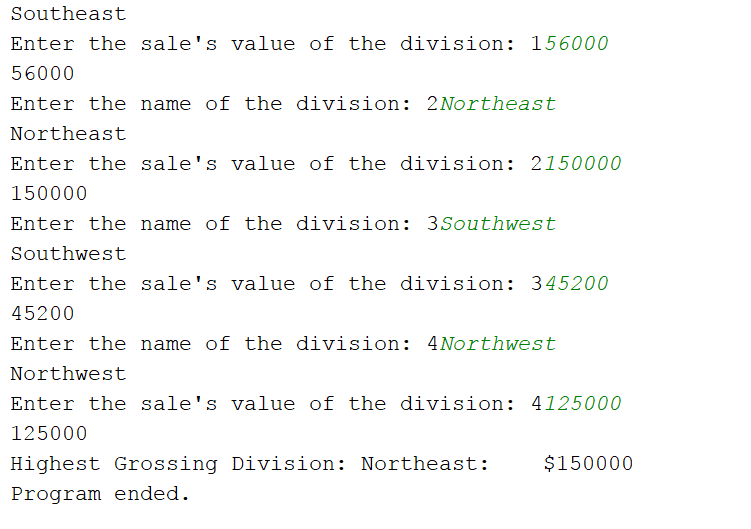 Southeast
Enter the sale's value of the division: 156000
56000
Enter the name of the division: 2Northeast
Northeast
Enter the sale's value of the division: 2150000
150000
Enter the name of the division: 3Southwest
Southwest
Enter the sale's value of the division: 345200
45200
Enter the name of the division: 4Northwest
Northwest
Enter the sale's value of the division: 4125000
125000
Highest Grossing Division: Northeast:    $150000
Program ended.